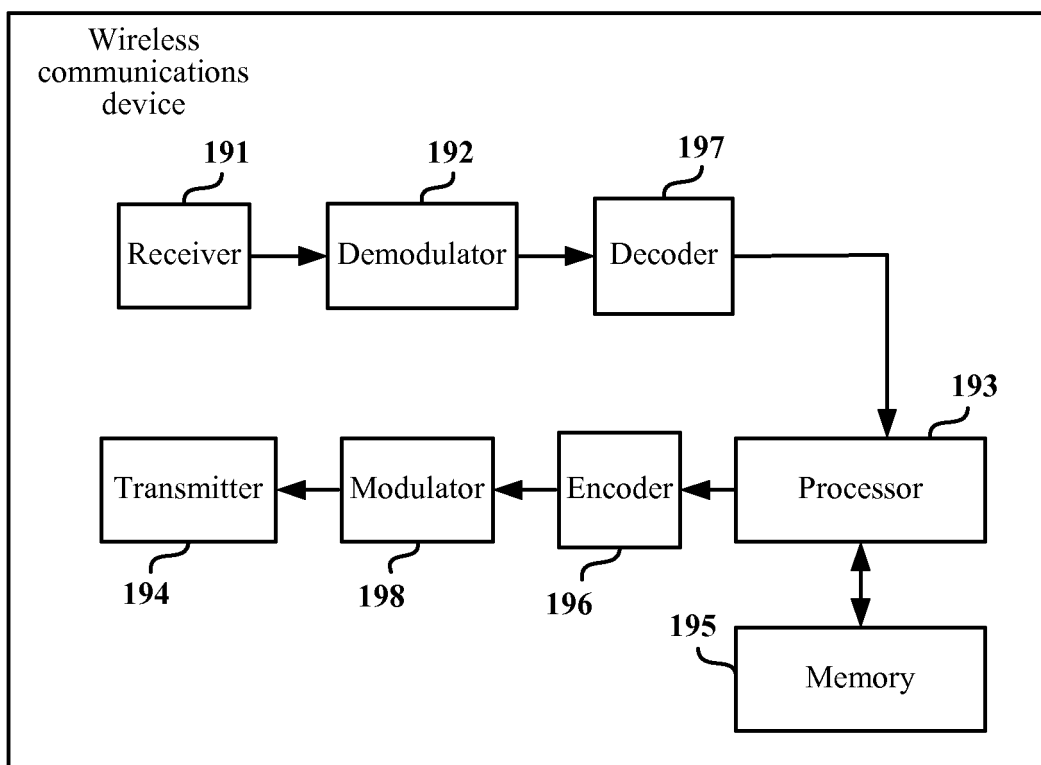 Wireless
communications
device
191
192
197
Receiver
Demodulator
Decoder
193
Transmitter
Modulator
Encoder
Processor
194
198
196
195
Memory